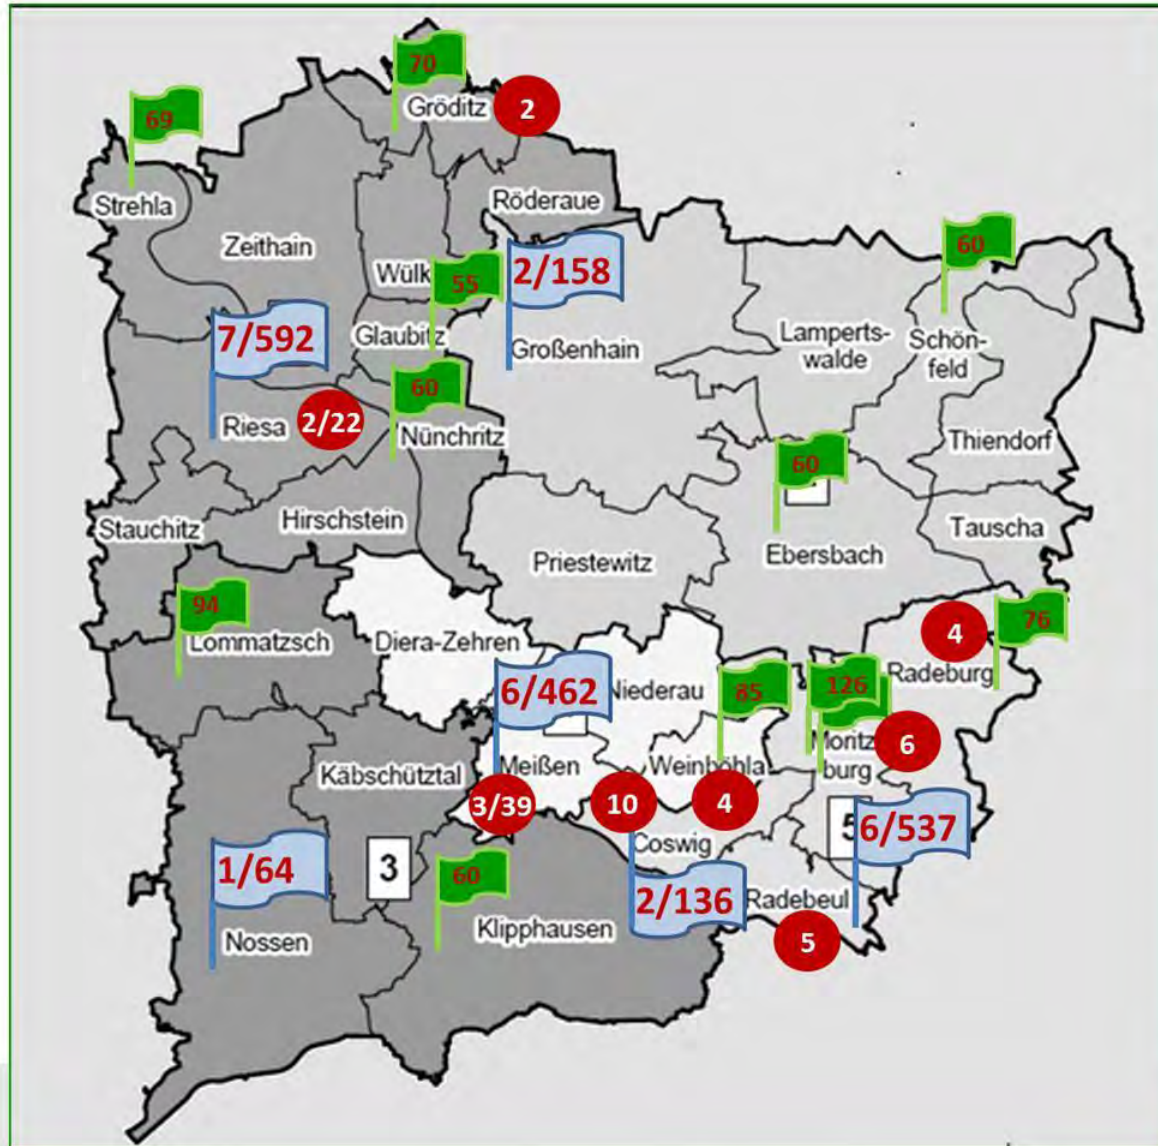 70
Gröditz
2
69
Strehla
Röderaue
Zeithain
60
Wülk
55
2/158
7/592
Glaubitz
Großenhain
Lamperts-
walde
Schön-
feld
60
Riesa
2/22
Nünchritz
Thiendorf
60
Stauchitz
Hirschstein
Tauscha
Priestewitz
Ebersbach
94
Lommatzsch
Diera-Zehren
4
76
Radeburg
6/462
Niederau
85
126
Moritz
burg
6
Käbschütztal
Meißen
Weinböhla
3/39
10
4
5
6/537
Coswig
1/64
3
60
2/136
Radebeul
Nossen
Klipphausen
5